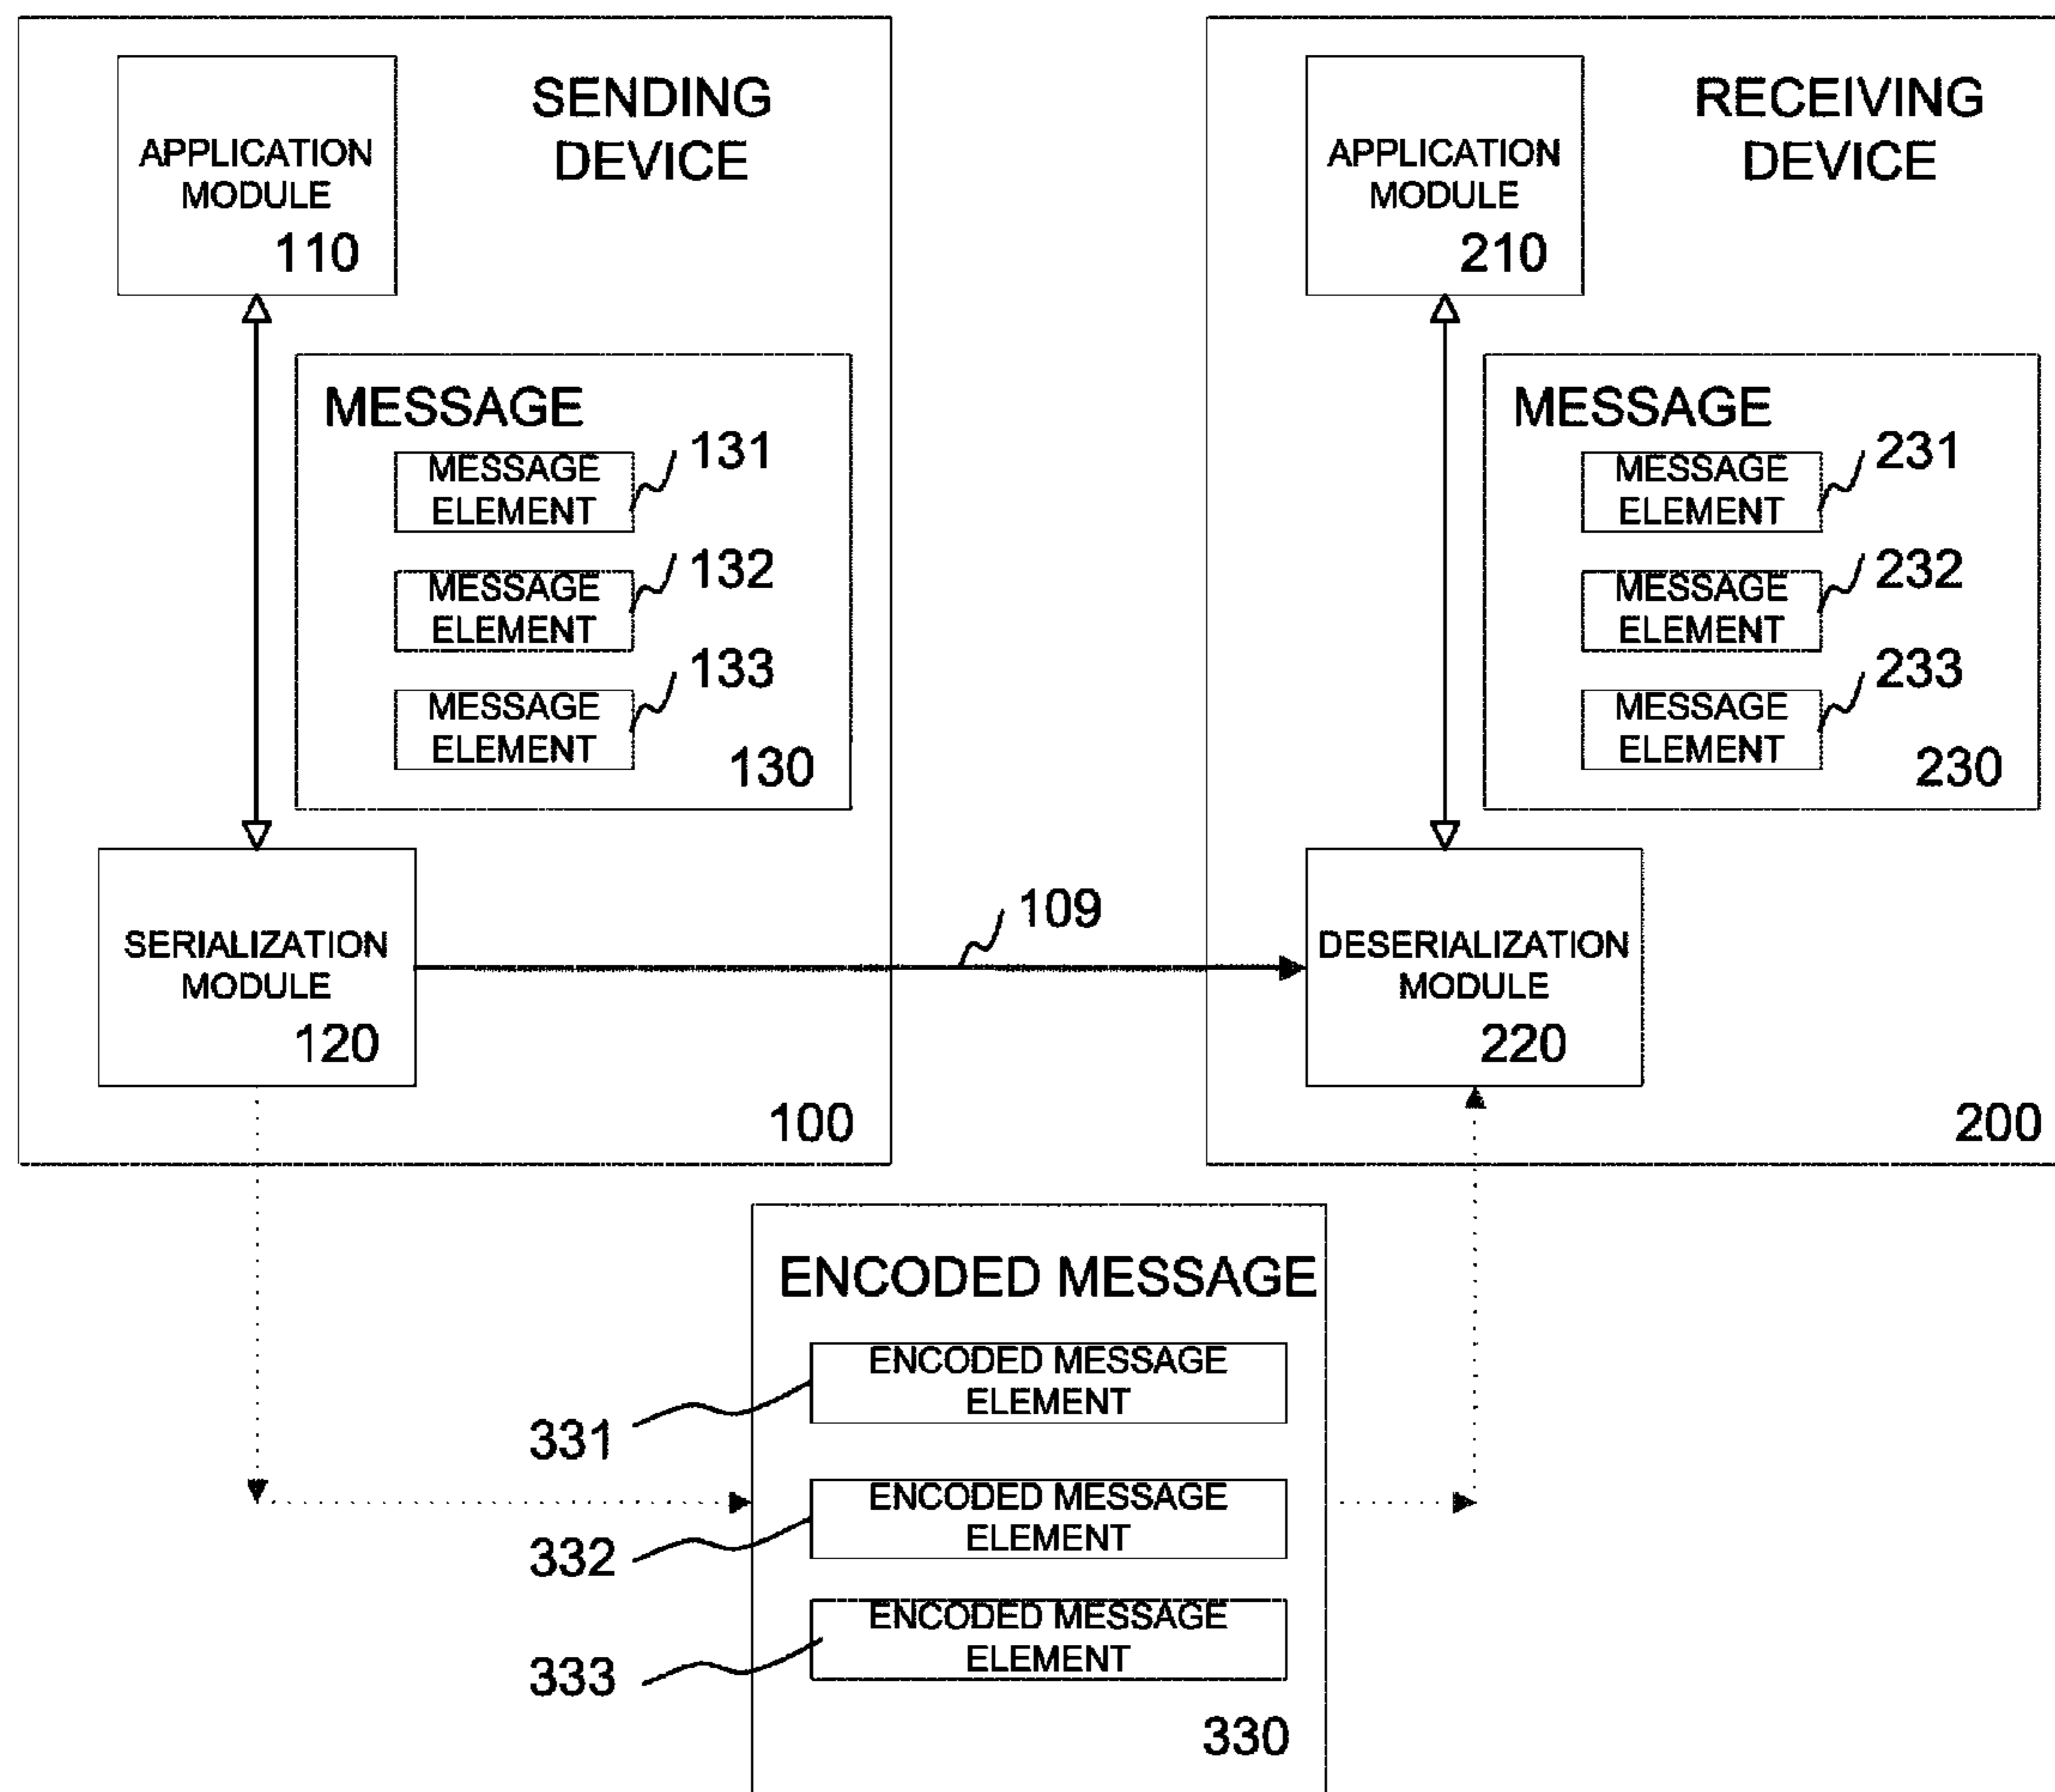 SENDING
DEVICE
APPLICATION
MODULE
110
MESSAGE
MESSAGE
ELEMENT
131
MESSAGE
ELEMENT
132
MESSAGE
ELEMENT
133
130
SERIALIZATION
MODULE
120
100
109
RECEIVING
DEVICE
APPLICATION
MODULE
210
MESSAGE
MESSAGE
ELEMENT
231
MESSAGE
ELEMENT
232
MESSAGE
ELEMENT
233
230
DESERIALIZATION
MODULE
220
200
ENCODED MESSAGE
ENCODED MESSAGE
ELEMENT
331
ENCODED MESSAGE
ELEMENT
332
ENCODED MESSAGE
ELEMENT
333
330